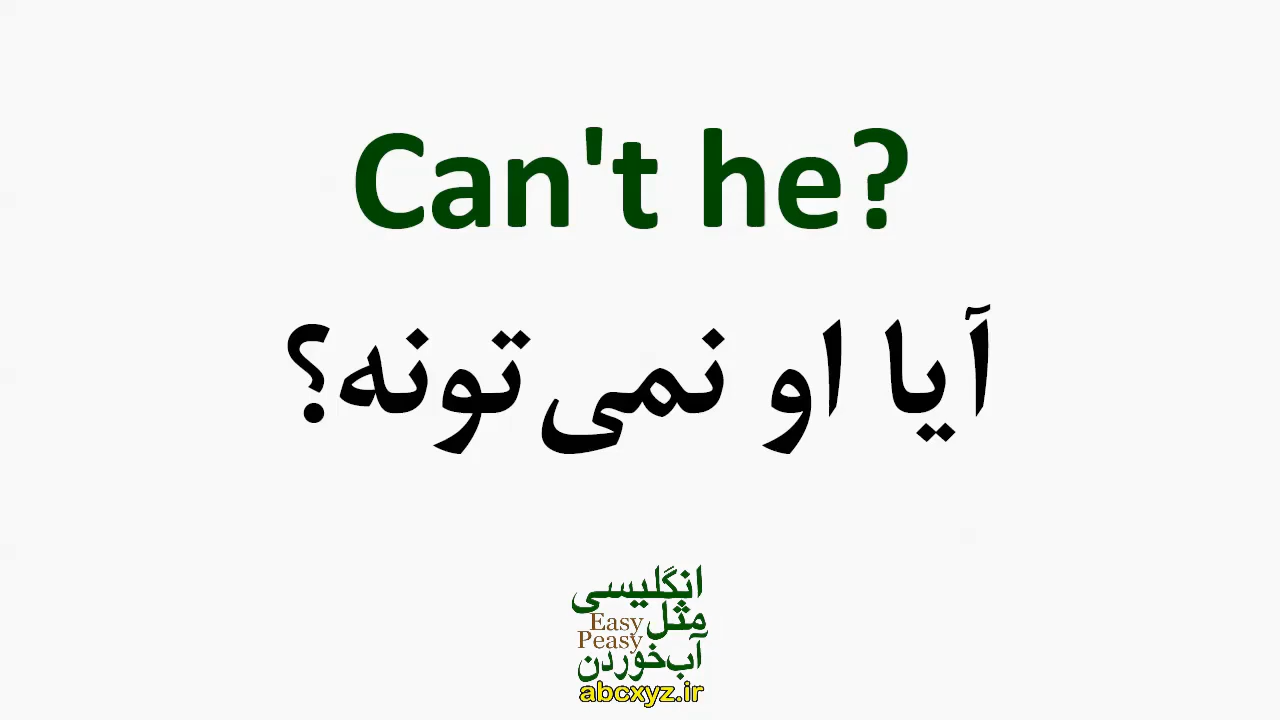 Can't he?
آیا او نمی‌تونه؟
انگلیسی
مثل Easy
Peasy
آب‌خوردن
abcxyz.ir